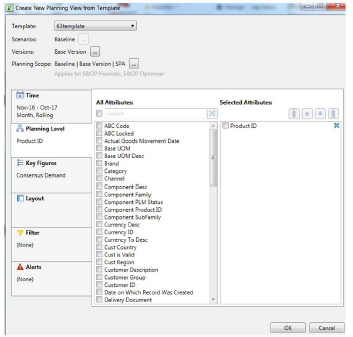 Create New Planning View from Template
Template:
63template
Scenarios:
Baseline
...
Versions:
Base Version
...
Planning Scope:
Baseline | Base Version | SPA
...
Applies for S&OP Heuristic, S&OP Optimizer
Time
Nov-16 - Oct-17
Month, Rolling
Planning Level
Product ID
Key Figures
Consensus Demand
Layout
Filter
(None)
Alerts
(None)
All Attributes:
Search
ABC Code
ABC Locked
Actual Goods Movement Date
Base UOM
Base UOM Desc
Brand
Category
Channel
Component Desc
Component Family
Component PLM Status
Component Product ID
Component SubFamily
Currency Desc
Currency ID
Currency To Desc
Cust Country
Cust is Valid
Cust Region
Customer Description
Customer Group
Customer ID
Date on Which Record Was Created
Delivery Document
Selected Attributes:
Product ID
OK
Cancel